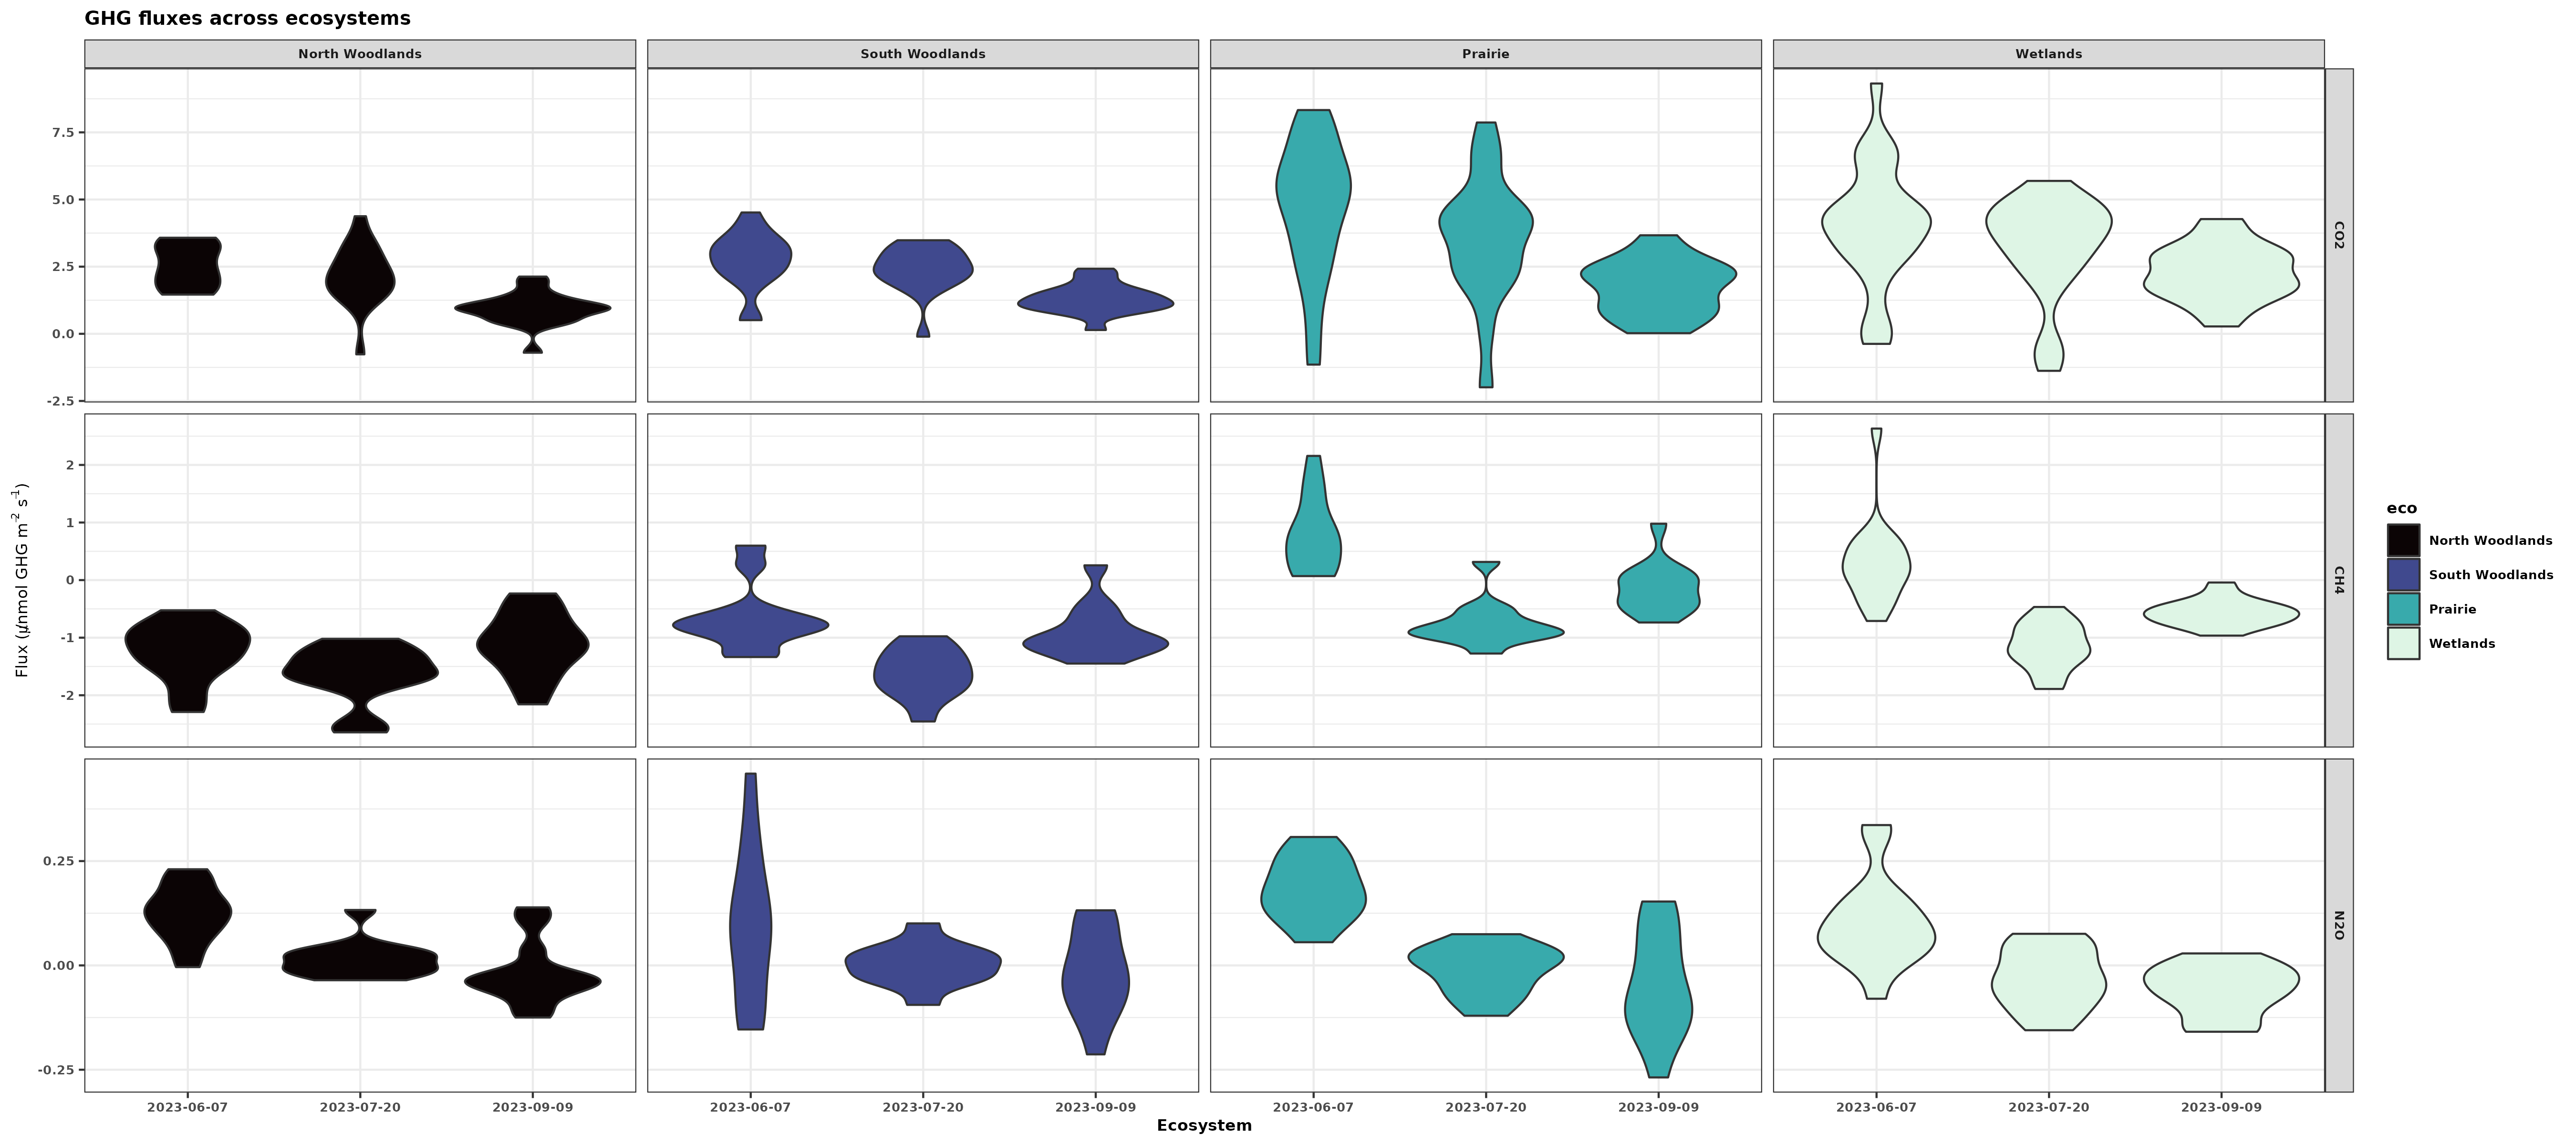 GHG fluxes across ecosystems
North Woodlands South Woodlands Prairie Wetlands
7.5
5.0
2.5
0.0
-2.5
CO2
2
1
0
-1
-2
CH4
0.25
0.00
-0.25
N2O
Flux (μmol GHG m⁻² s⁻¹)
2023-06-07 2023-07-20 2023-09-09 2023-06-07 2023-07-20 2023-09-09 2023-06-07 2023-07-20 2023-09-09 2023-06-07 2023-07-20 2023-09-09
Ecosystem
eco
North Woodlands
South Woodlands
Prairie
Wetlands